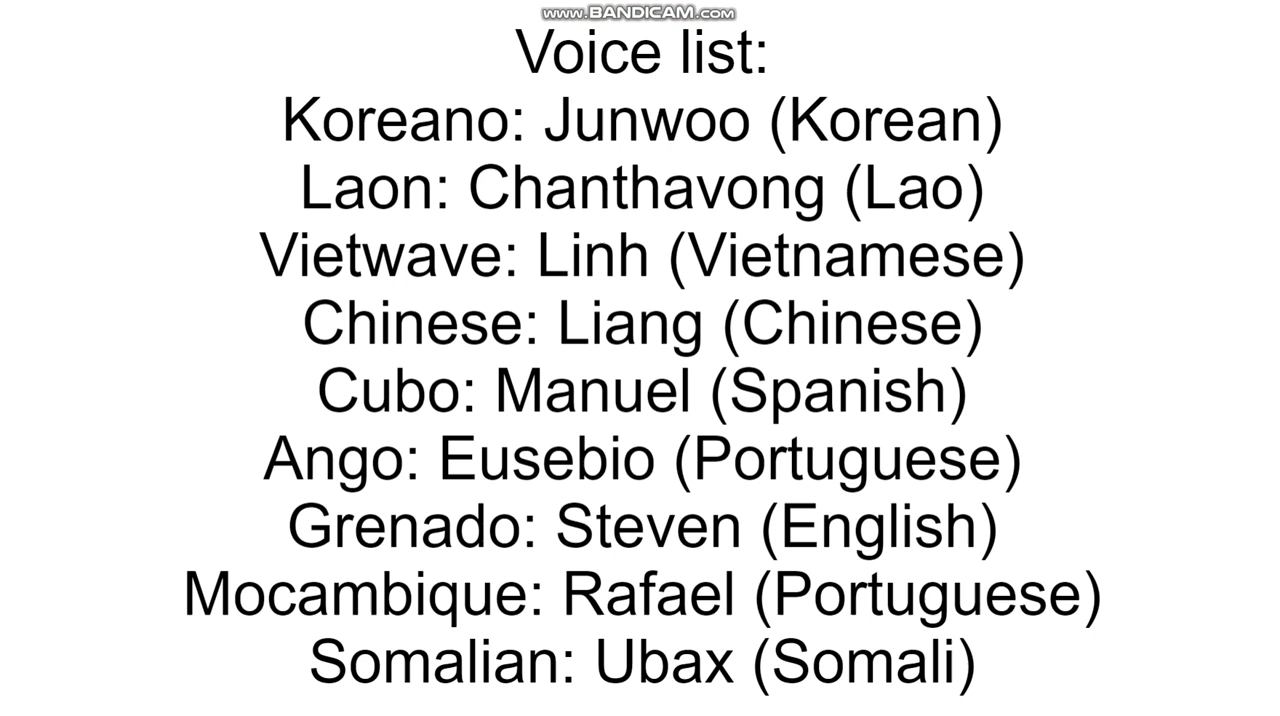 www.BANDICAM.com
Voice list:
Koreano: Junwoo (Korean)
Laon: Chanthavong (Lao)
Vietwave: Linh (Vietnamese)
Chinese: Liang (Chinese)
Cubo: Manuel (Spanish)
Ango: Eusebio (Portuguese)
Grenado: Steven (English)
Mocambique: Rafael (Portuguese)
Somalian: Ubax (Somali)